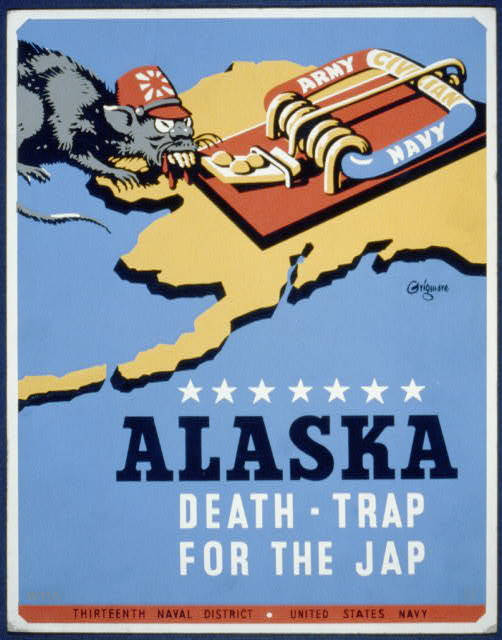 ARMY
CIVILIAN
NAVY
Grigware
ALASKA
DEATH-TRAP
FOR THE JAP
THIRTEENTH NAVAL DISTRICT • UNITED STATES NAVY